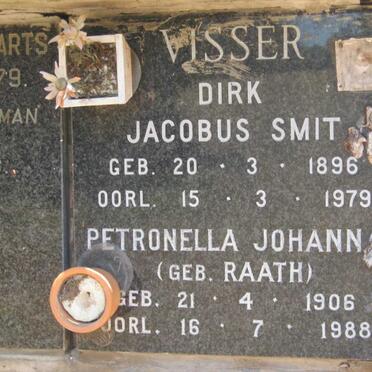 ARTS
79.
MAN
VISSER
DIRK
JACOBUS SMIT
GEB. 20 · 3 · 1896
OORL. 15 · 3 · 1979
PETRONELLA JOHANN
(GEB. RAATH)
GEB. 21 · 4 · 1906
OORL. 16 · 7 · 1988